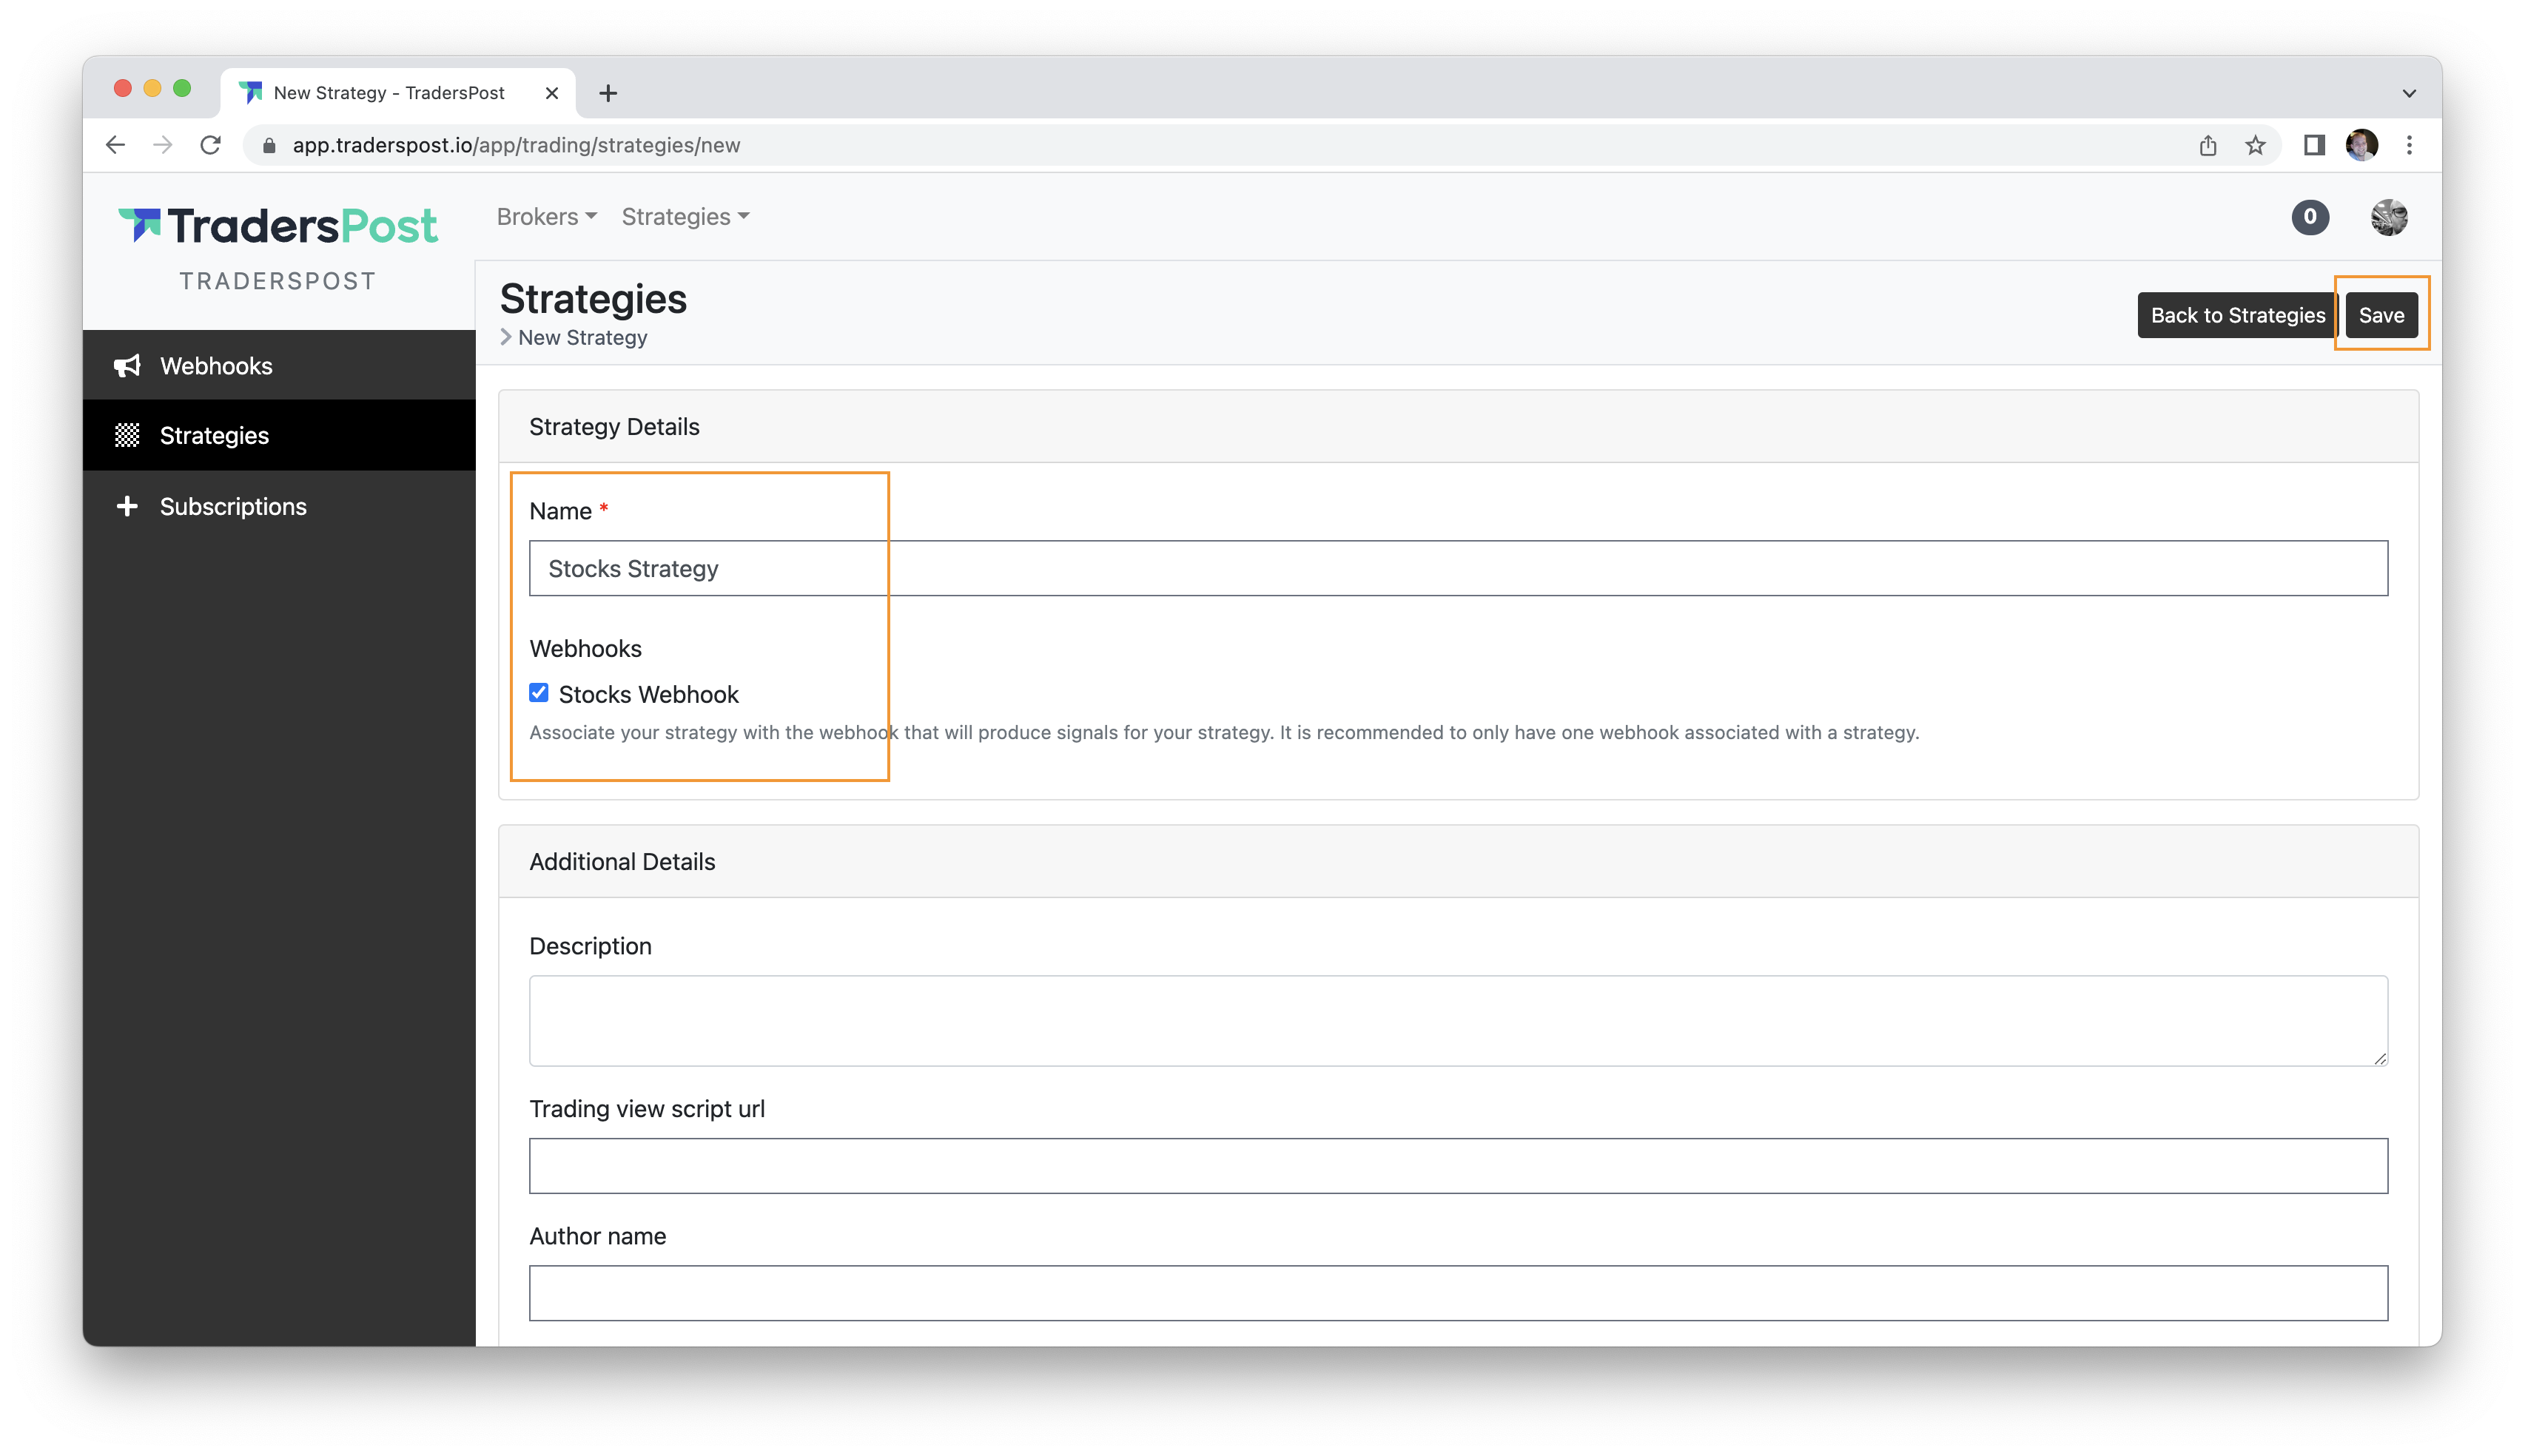 New Strategy - TradersPost
app.traderspost.io/app/trading/strategies/new
TradersPost
TRADERSPOST
Brokers Strategies
0
Strategies
New Strategy
Back to Strategies
Save
Webhooks
Strategies
Subscriptions
Strategy Details
Name *
Stocks Strategy
Webhooks
Stocks Webhook
Associate your strategy with the webhook that will produce signals for your strategy. It is recommended to only have one webhook associated with a strategy.
Additional Details
Description
Trading view script url
Author name